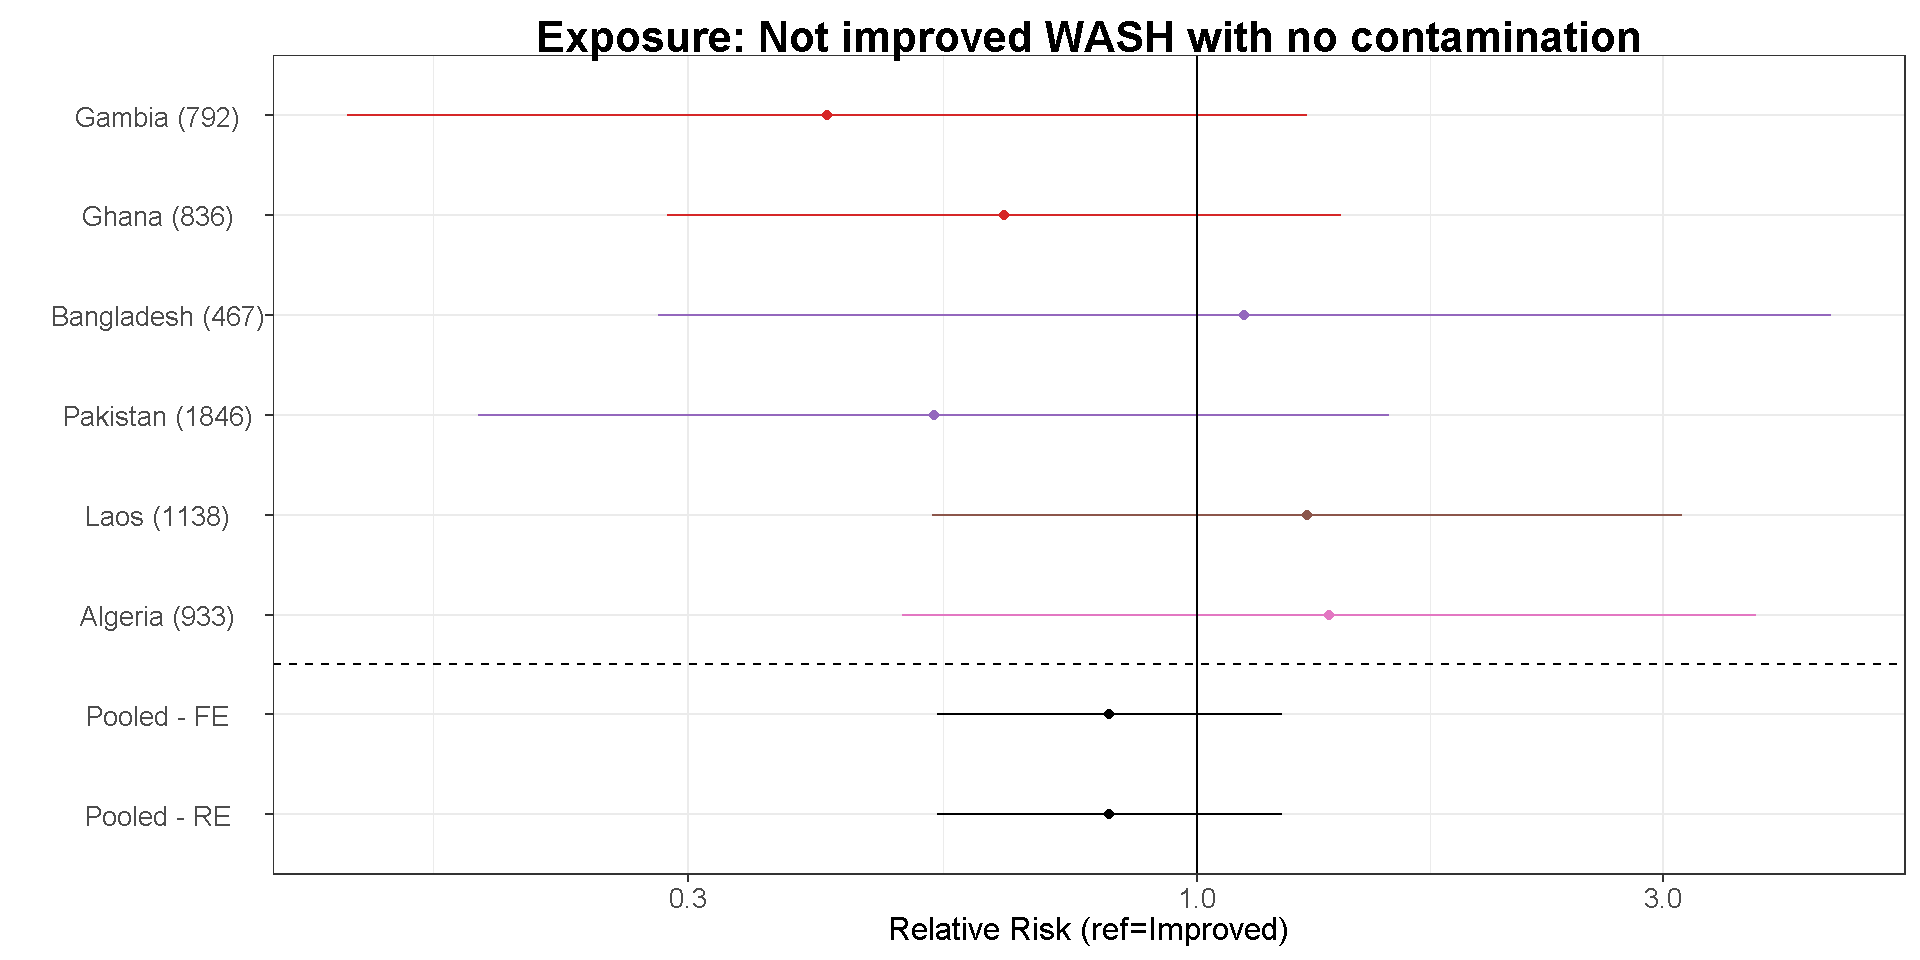 Exposure: Not improved WASH with no contamination
Gambia (792)
Ghana (836)
Bangladesh (467)
Pakistan (1846)
Laos (1138)
Algeria (933)
Pooled - FE
Pooled - RE
0.3 1.0 3.0
Relative Risk (ref=Improved)